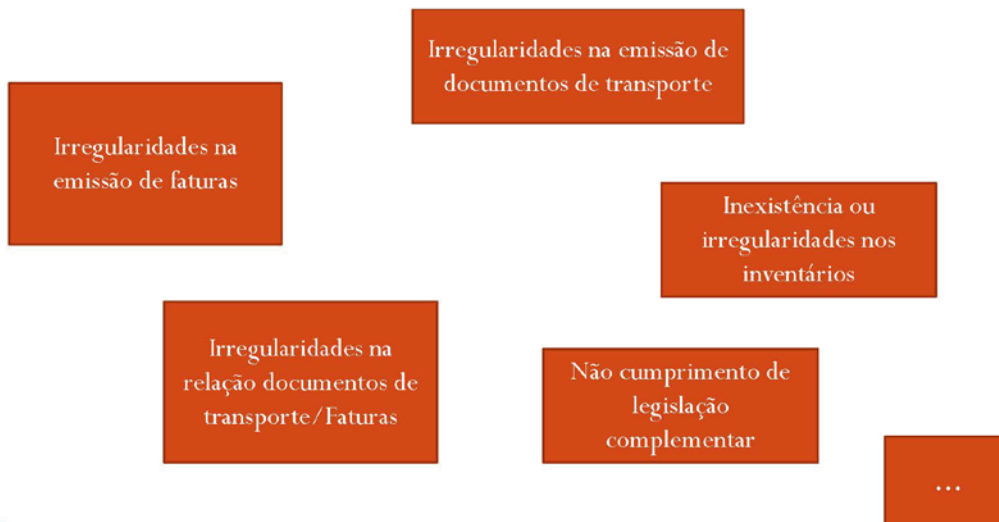 Irregularidades na emissão de
documentos de transporte
Irregularidades na
emissão de faturas
Inexistência ou
irregularidades nos
inventários
Irregularidades na
relação documentos de
transporte/Faturas
Não cumprimento de
legislação
complementar
...